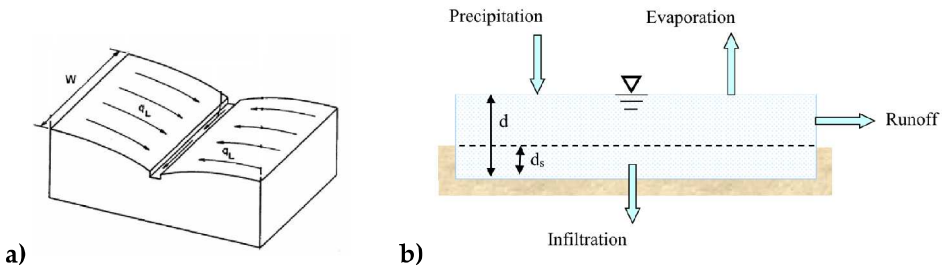 a)
W
qL
qL
b)
Precipitation
Evaporation
d
ds
Runoff
Infiltration